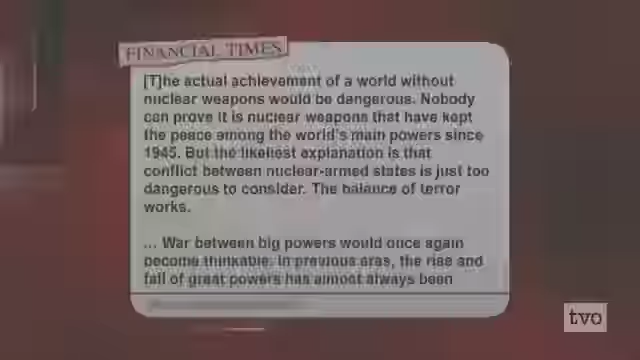 FINANCIAL TIMES
[T]he actual achievement of a world without
nuclear weapons would be dangerous. Nobody
can prove it is nuclear weapons that have kept
the peace among the world's main powers since
1945. But the likeliest explanation is that
conflict between nuclear-armed states is just too
dangerous to consider. The balance of terror
works.
... War between big powers would once again
become thinkable. In previous eras, the rise and
fall of great powers has almost always been
tvo